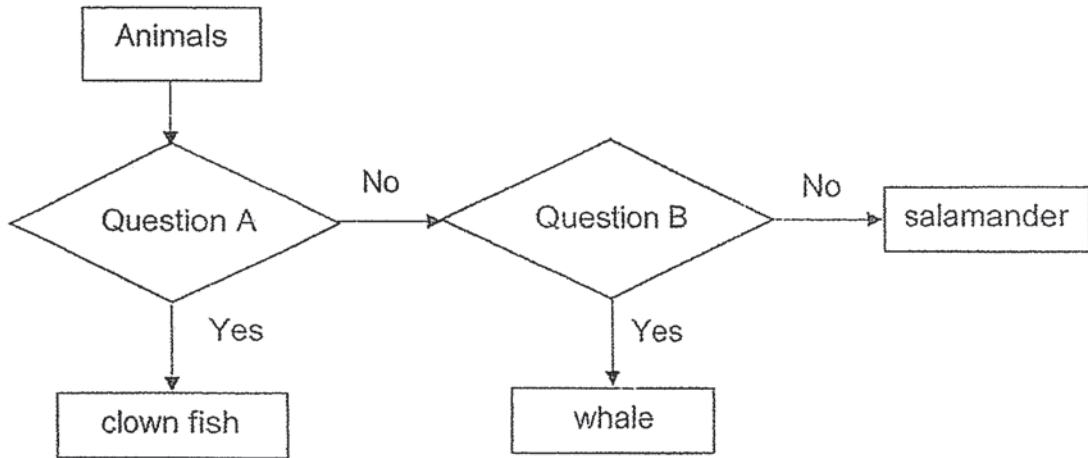 Animals
Question A
No
Question B
No
salamander
Yes
Yes
clown fish
whale